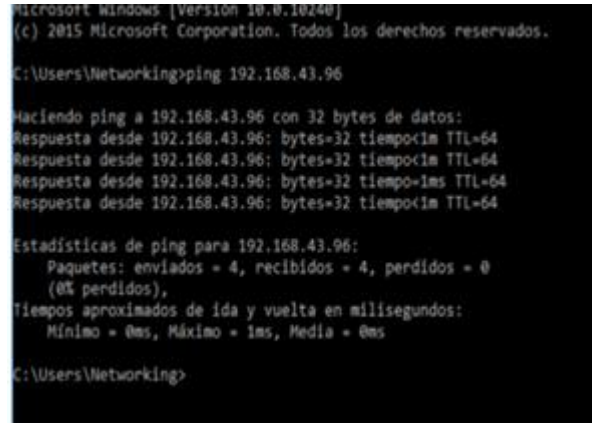 Microsoft Windows [Versión 10.0.10240]
(c) 2015 Microsoft Corporation. Todos los derechos reservados.
C:\Users\Networking>ping 192.168.43.96
Haciendo ping a 192.168.43.96 con 32 bytes de datos:
Respuesta desde 192.168.43.96: bytes=32 tiempo<1m TTL=64
Respuesta desde 192.168.43.96: bytes=32 tiempo<1m TTL=64
Respuesta desde 192.168.43.96: bytes=32 tiempo=1ms TTL=64
Respuesta desde 192.168.43.96: bytes=32 tiempo<1m TTL=64
Estadísticas de ping para 192.168.43.96:
Paquetes: enviados = 4, recibidos = 4, perdidos = 0
(0% perdidos),
Tiempos aproximados de ida y vuelta en milisegundos:
Mínimo = 0ms, Máximo = 1ms, Media = 0ms
C:\Users\Networking>